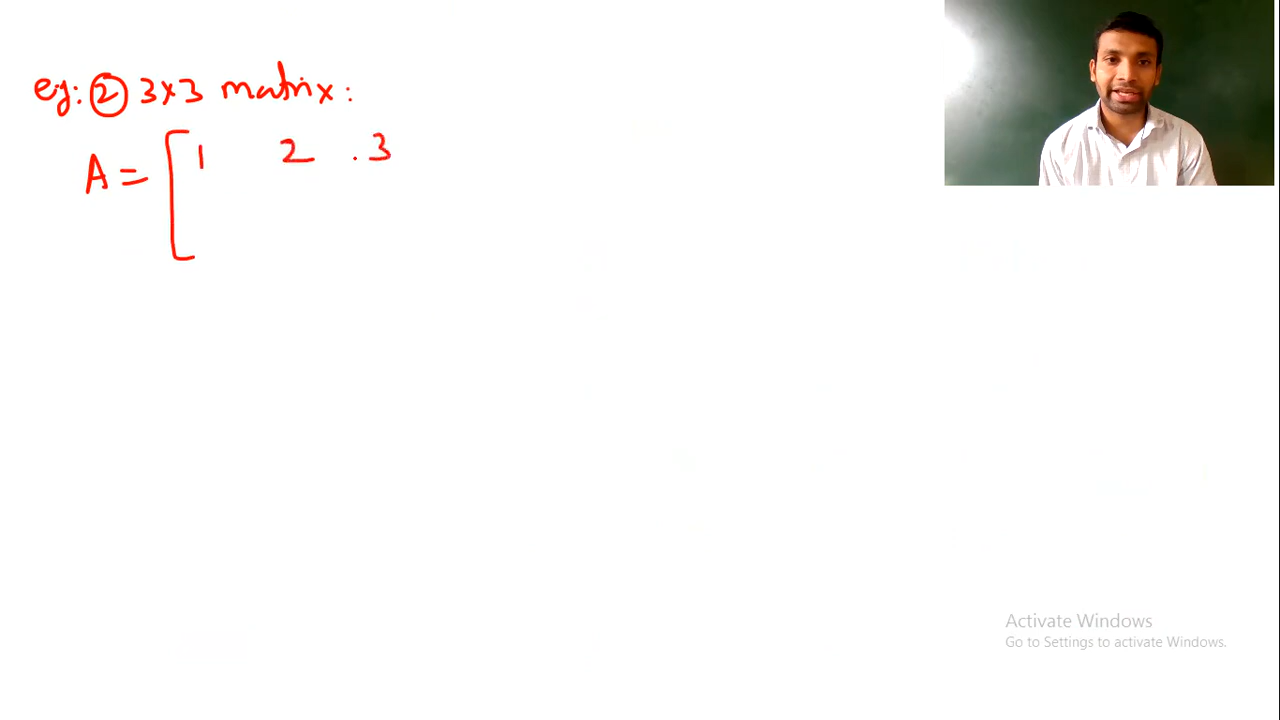 eg: ② 3x3 matrix:
A = [ 1 2 . 3
Activate Windows
Go to Settings to activate Windows.